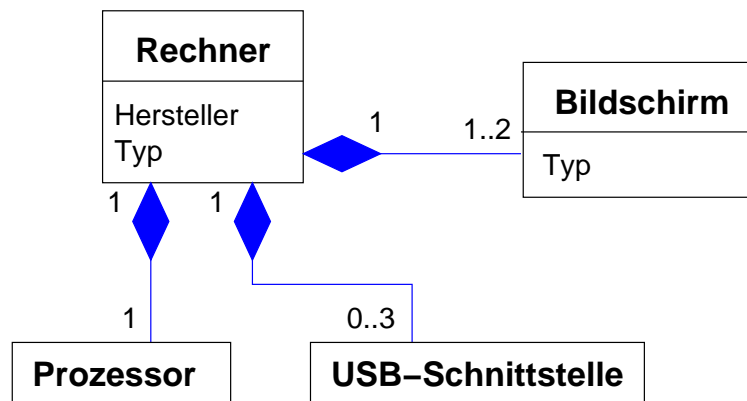 Rechner
Hersteller
Typ
Bildschirm
Typ
1
1..2
1
1
1
0..3
Prozessor
USB–Schnittstelle